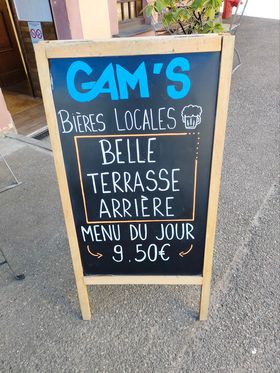 GAM'S
BIÈRES LOCALES
BELLE
TERRASSE
ARRIÈRE
MENU DU JOUR
9.50€